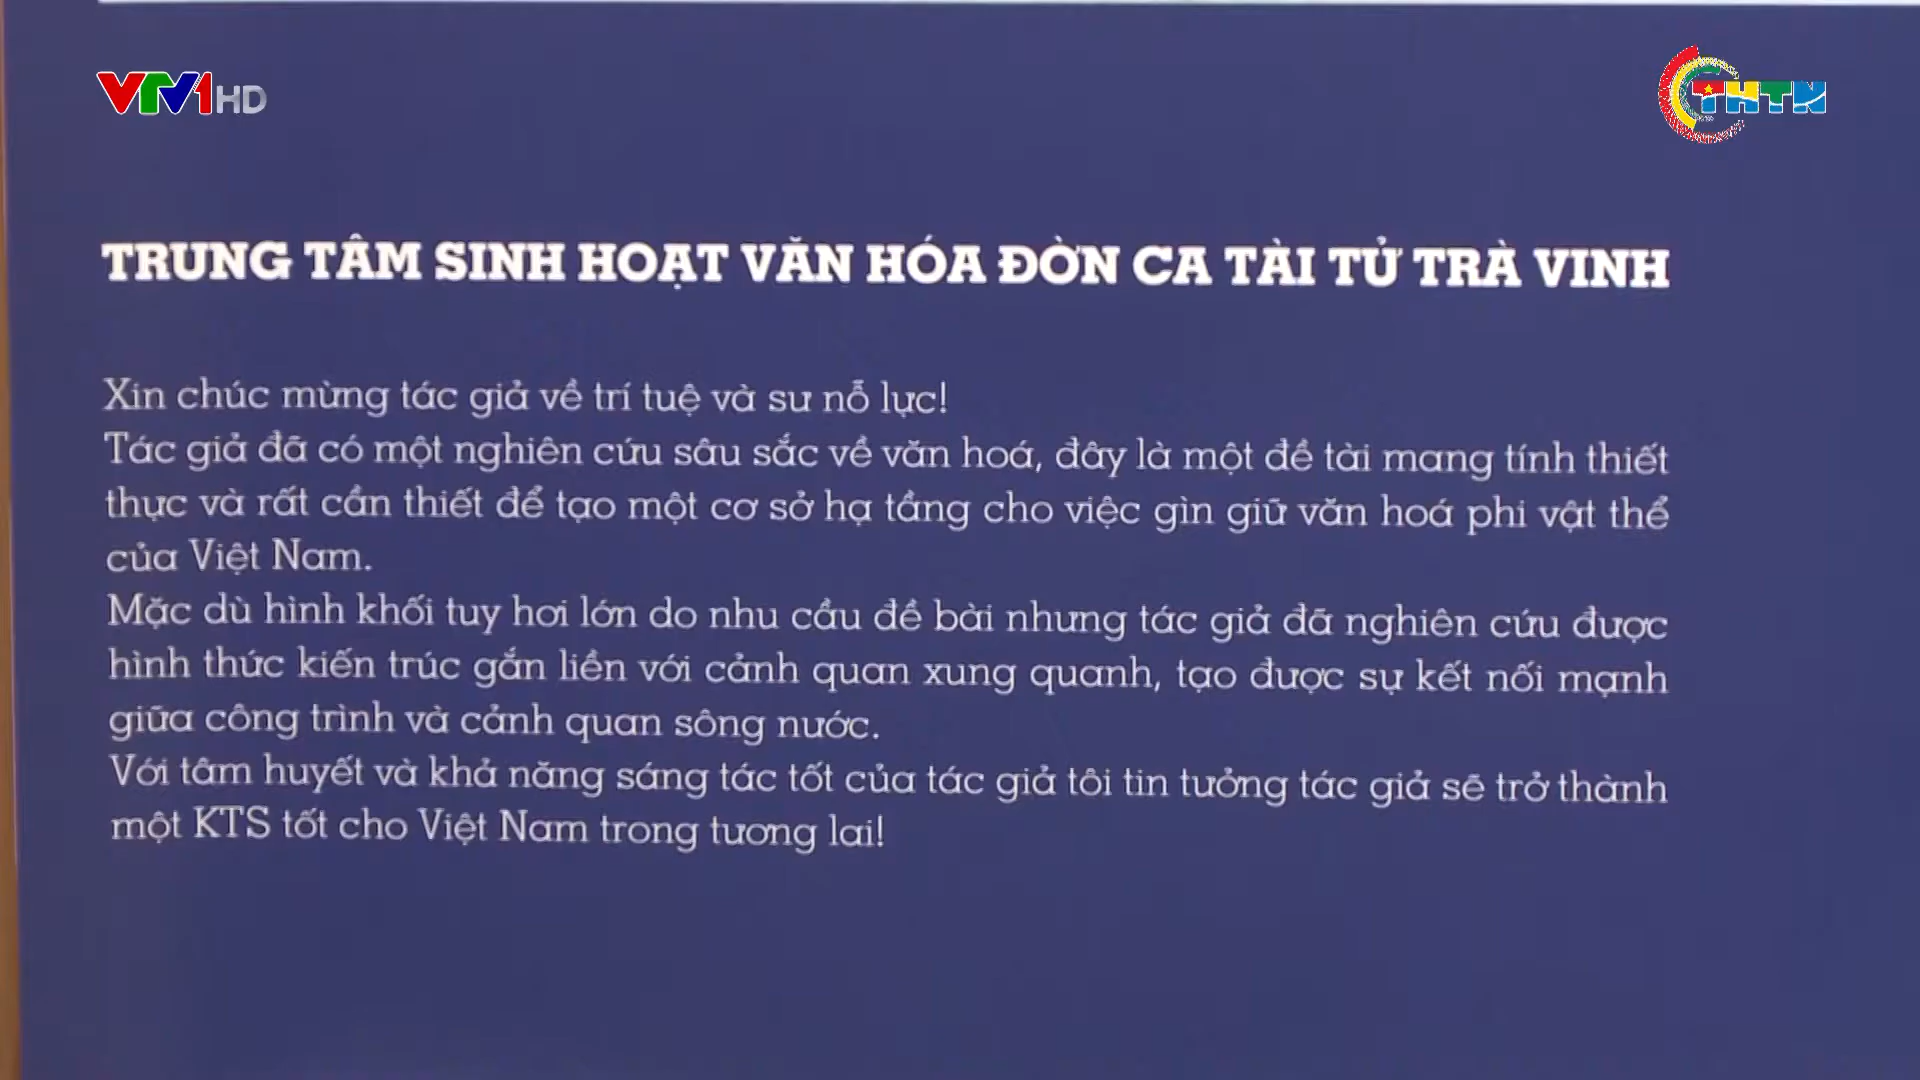 VTV1 HD
THTN
TRUNG TÂM SINH HOẠT VĂN HÓA ĐỜN CA TÀI TỬ TRÀ VINH
Xin chúc mừng tác giả về trí tuệ và sư nỗ lực!
Tác giả đã có một nghiên cứu sâu sắc về văn hoá, đây là một đề tài mang tính thiết
thực và rất cần thiết để tạo một cơ sở hạ tầng cho việc gìn giữ văn hoá phi vật thể
của Việt Nam.
Mặc dù hình khối tuy hơi lớn do nhu cầu đề bài nhưng tác giả đã nghiên cứu được
hình thức kiến trúc gắn liền với cảnh quan xung quanh, tạo được sự kết nối mạnh
giữa công trình và cảnh quan sông nước.
Với tâm huyết và khả năng sáng tác tốt của tác giả tôi tin tưởng tác giả sẽ trở thành
một KTS tốt cho Việt Nam trong tương lai!